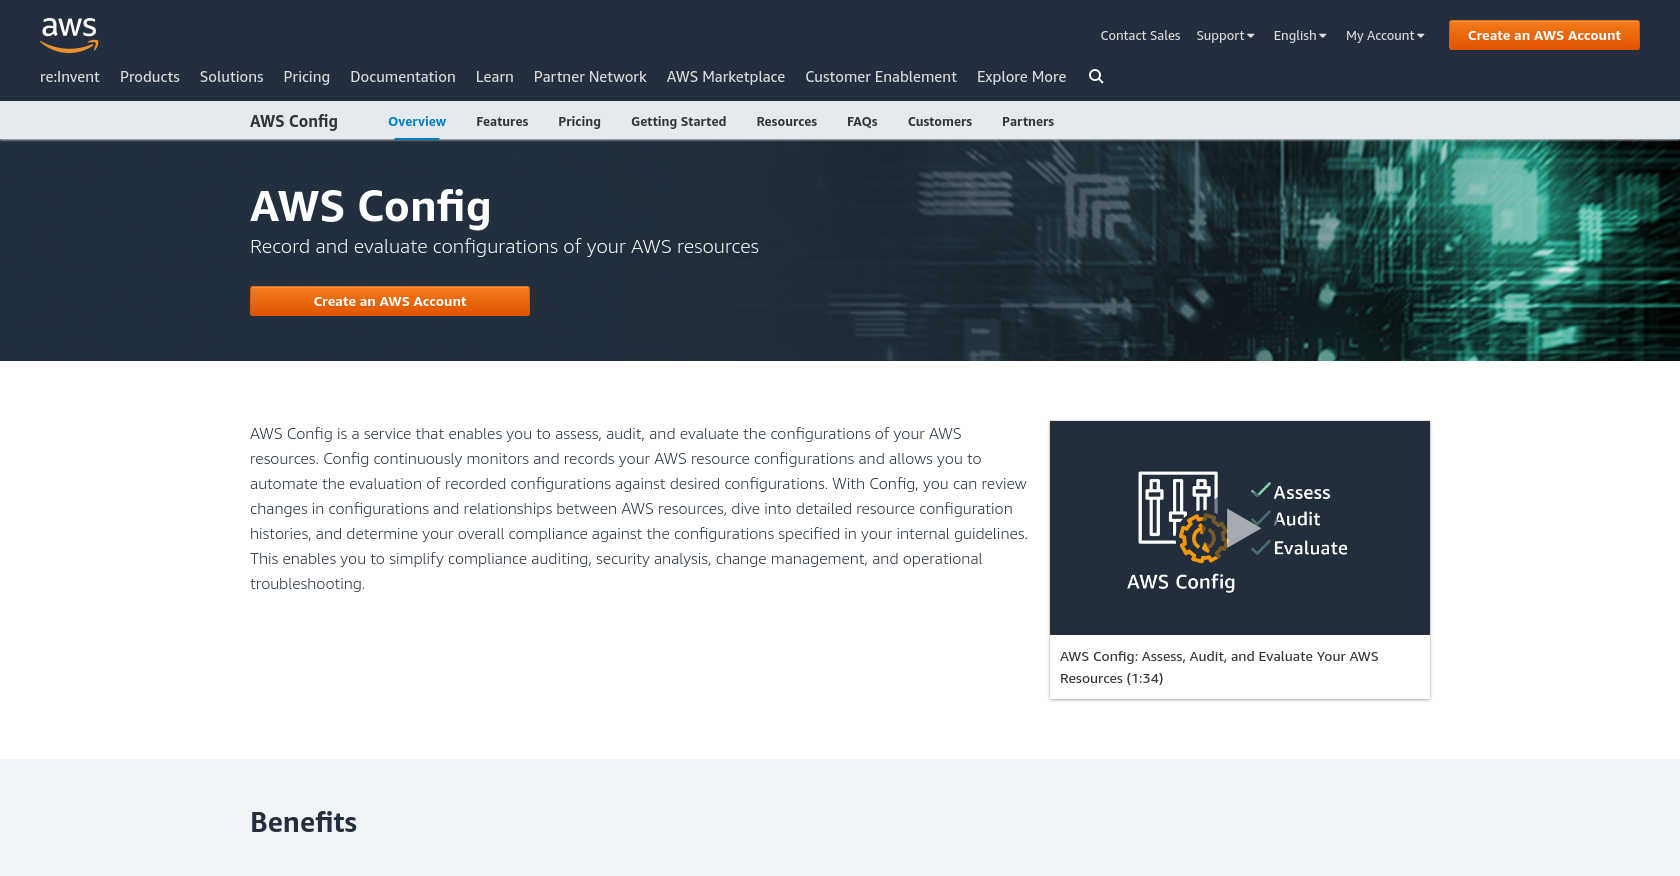 aws
Contact Sales Support English My Account Create an AWS Account
re:Invent Products Solutions Pricing Documentation Learn Partner Network AWS Marketplace Customer Enablement Explore More
AWS Config Overview Features Pricing Getting Started Resources FAQs Customers Partners
AWS Config
Record and evaluate configurations of your AWS resources
Create an AWS Account
AWS Config is a service that enables you to assess, audit, and evaluate the configurations of your AWS
resources. Config continuously monitors and records your AWS resource configurations and allows you to
automate the evaluation of recorded configurations against desired configurations. With Config, you can review
changes in configurations and relationships between AWS resources, dive into detailed resource configuration
histories, and determine your overall compliance against the configurations specified in your internal guidelines.
This enables you to simplify compliance auditing, security analysis, change management, and operational
troubleshooting.
Assess
Audit
Evaluate
AWS Config
AWS Config: Assess, Audit, and Evaluate Your AWS
Resources (1:34)
Benefits